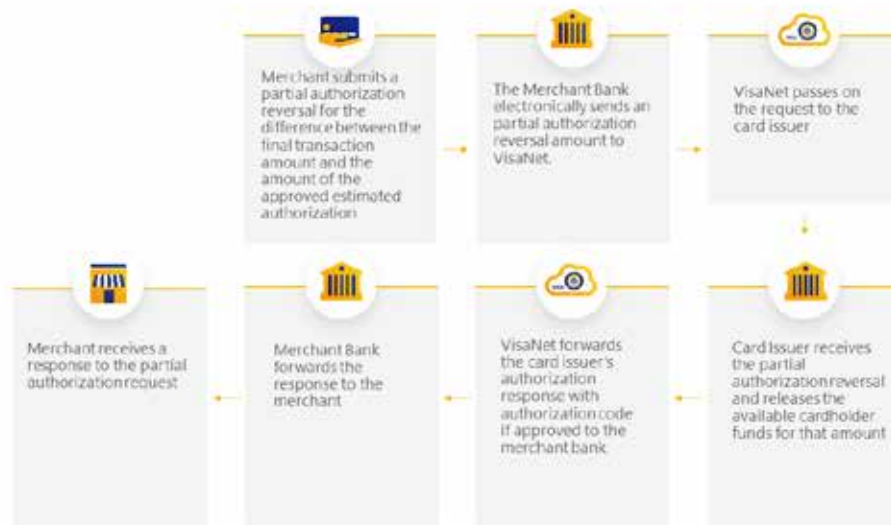 Merchant submits a
partial authorization
reversal for the
difference between the
final transaction
amount and the
amount of the
approved estimated
authorization
The Merchant Bank
electronically sends an
partial authorization
reversal amount to
VisaNet.
VisaNet passes on
the request to the
card issuer
Card Issuer receives
the partial
authorization reversal
and releases the
available cardholder
funds for that amount
VisaNet forwards
the card issuer's
authorization
response with
authorization code
if approved to the
merchant bank
Merchant Bank
forwards the
response to the
merchant
Merchant receives a
response to the partial
authorization request